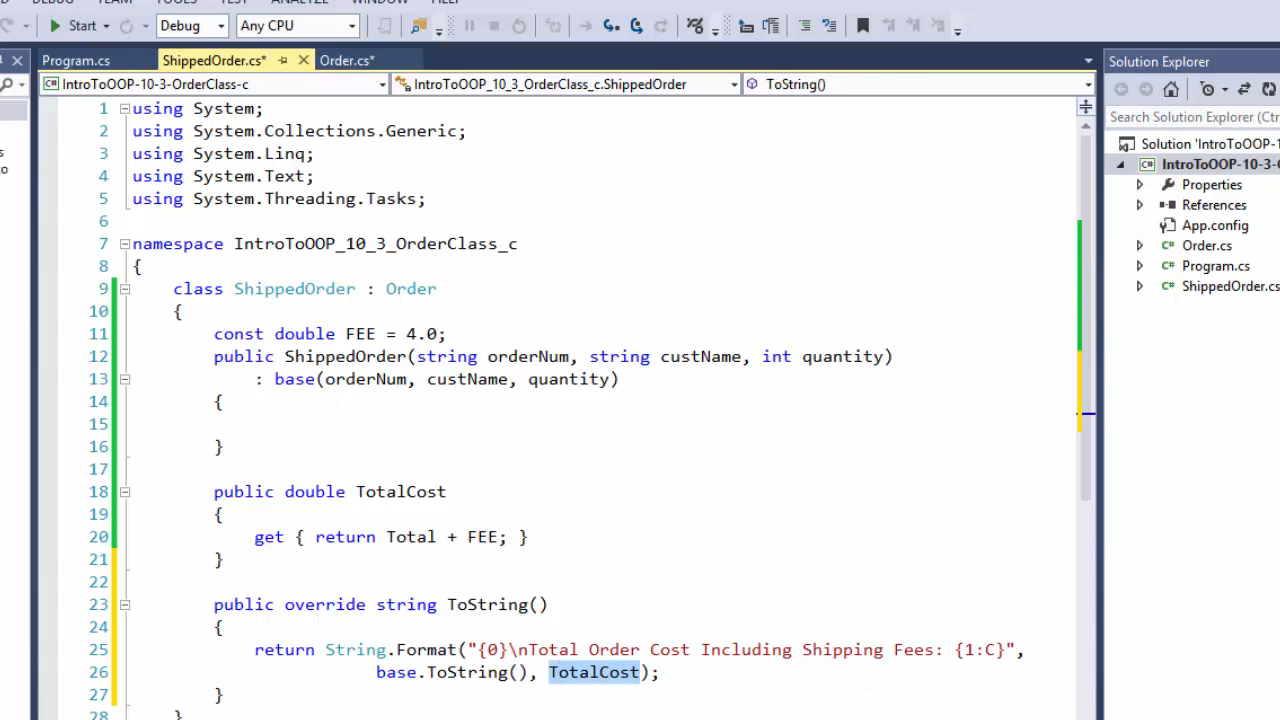 DEBUG TEAM TOOLS TEST ANALYZE WINDOW HELP
Start Debug Any CPU
Program.cs ShippedOrder.cs* Order.cs*
Solution Explorer
IntroToOOP-10-3-OrderClass-c IntroToOOP_10_3_OrderClass_c.ShippedOrder ToString()
Search Solution Explorer (Ctr
Solution 'IntroToOOP-1
IntroToOOP-10-3-
Properties
References
App.config
Order.cs
Program.cs
ShippedOrder.cs
s
to
1 using System;
2 using System.Collections.Generic;
3 using System.Linq;
4 using System.Text;
5 using System.Threading.Tasks;
6
7 namespace IntroToOOP_10_3_OrderClass_c
8 {
9 class ShippedOrder : Order
10 {
11 const double FEE = 4.0;
12 public ShippedOrder(string orderNum, string custName, int quantity)
13 : base(orderNum, custName, quantity)
14 {
15
16 }
17
18 public double TotalCost
19 {
20 get { return Total + FEE; }
21 }
22
23 public override string ToString()
24 {
25 return String.Format("{0}\nTotal Order Cost Including Shipping Fees: {1:C}",
26 base.ToString(), TotalCost);
27 }
28 }